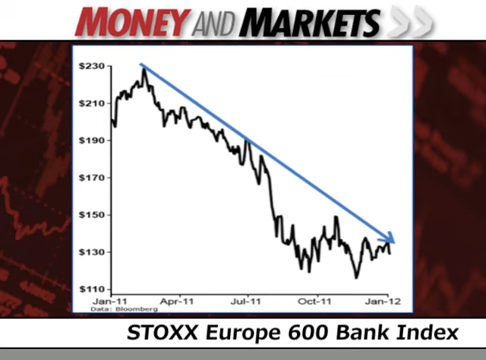 MONEY AND MARKETS
$230
$210
$190
$170
$150
$130
$110
Jan-11 Apr-11 Jul-11 Oct-11 Jan-12
Data: Bloomberg
STOXX Europe 600 Bank Index